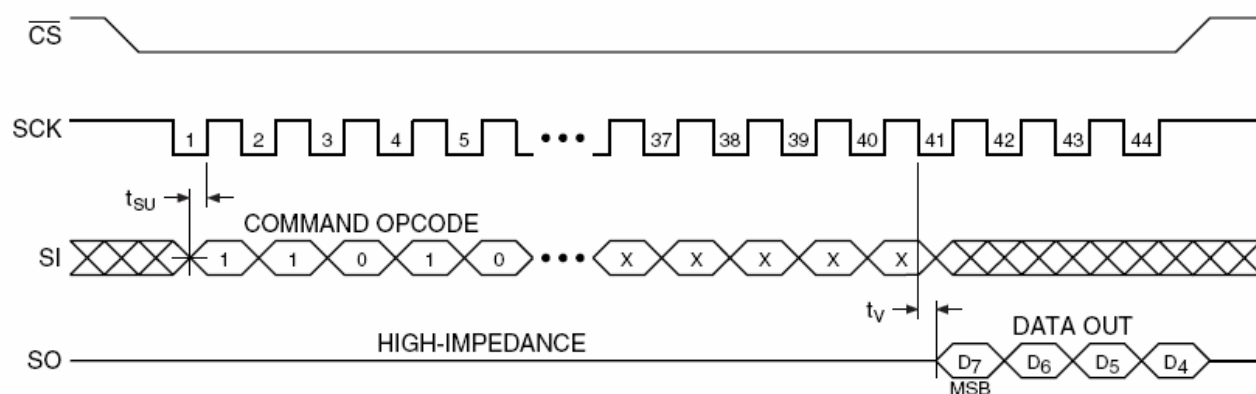 CS
SCK 1 2 3 4 5 ••• 37 38 39 40 41 42 43 44
tSU
COMMAND OPCODE
SI 1 1 0 1 0 ••• X X X X X
tV
HIGH-IMPEDANCE DATA OUT
SO D7 D6 D5 D4
MSB